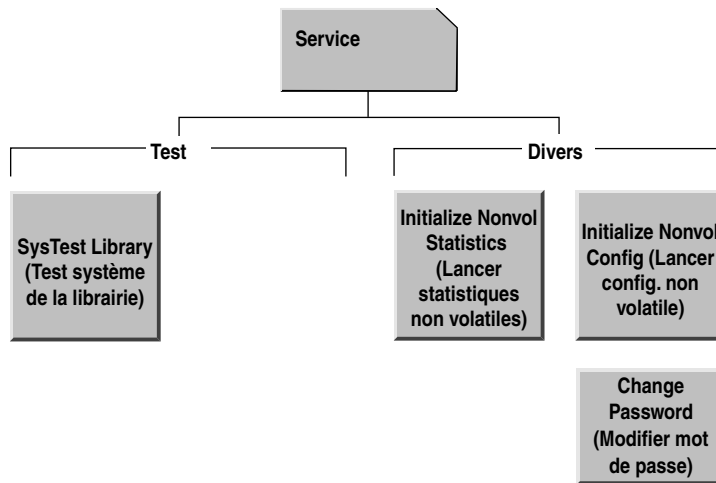 Service
Test
Divers
SysTest Library
(Test système
de la librairie)
Initialize Nonvol
Statistics
(Lancer
statistiques
non volatiles)
Initialize Nonvol
Config (Lancer
config. non
volatile)
Change
Password
(Modifier mot
de passe)